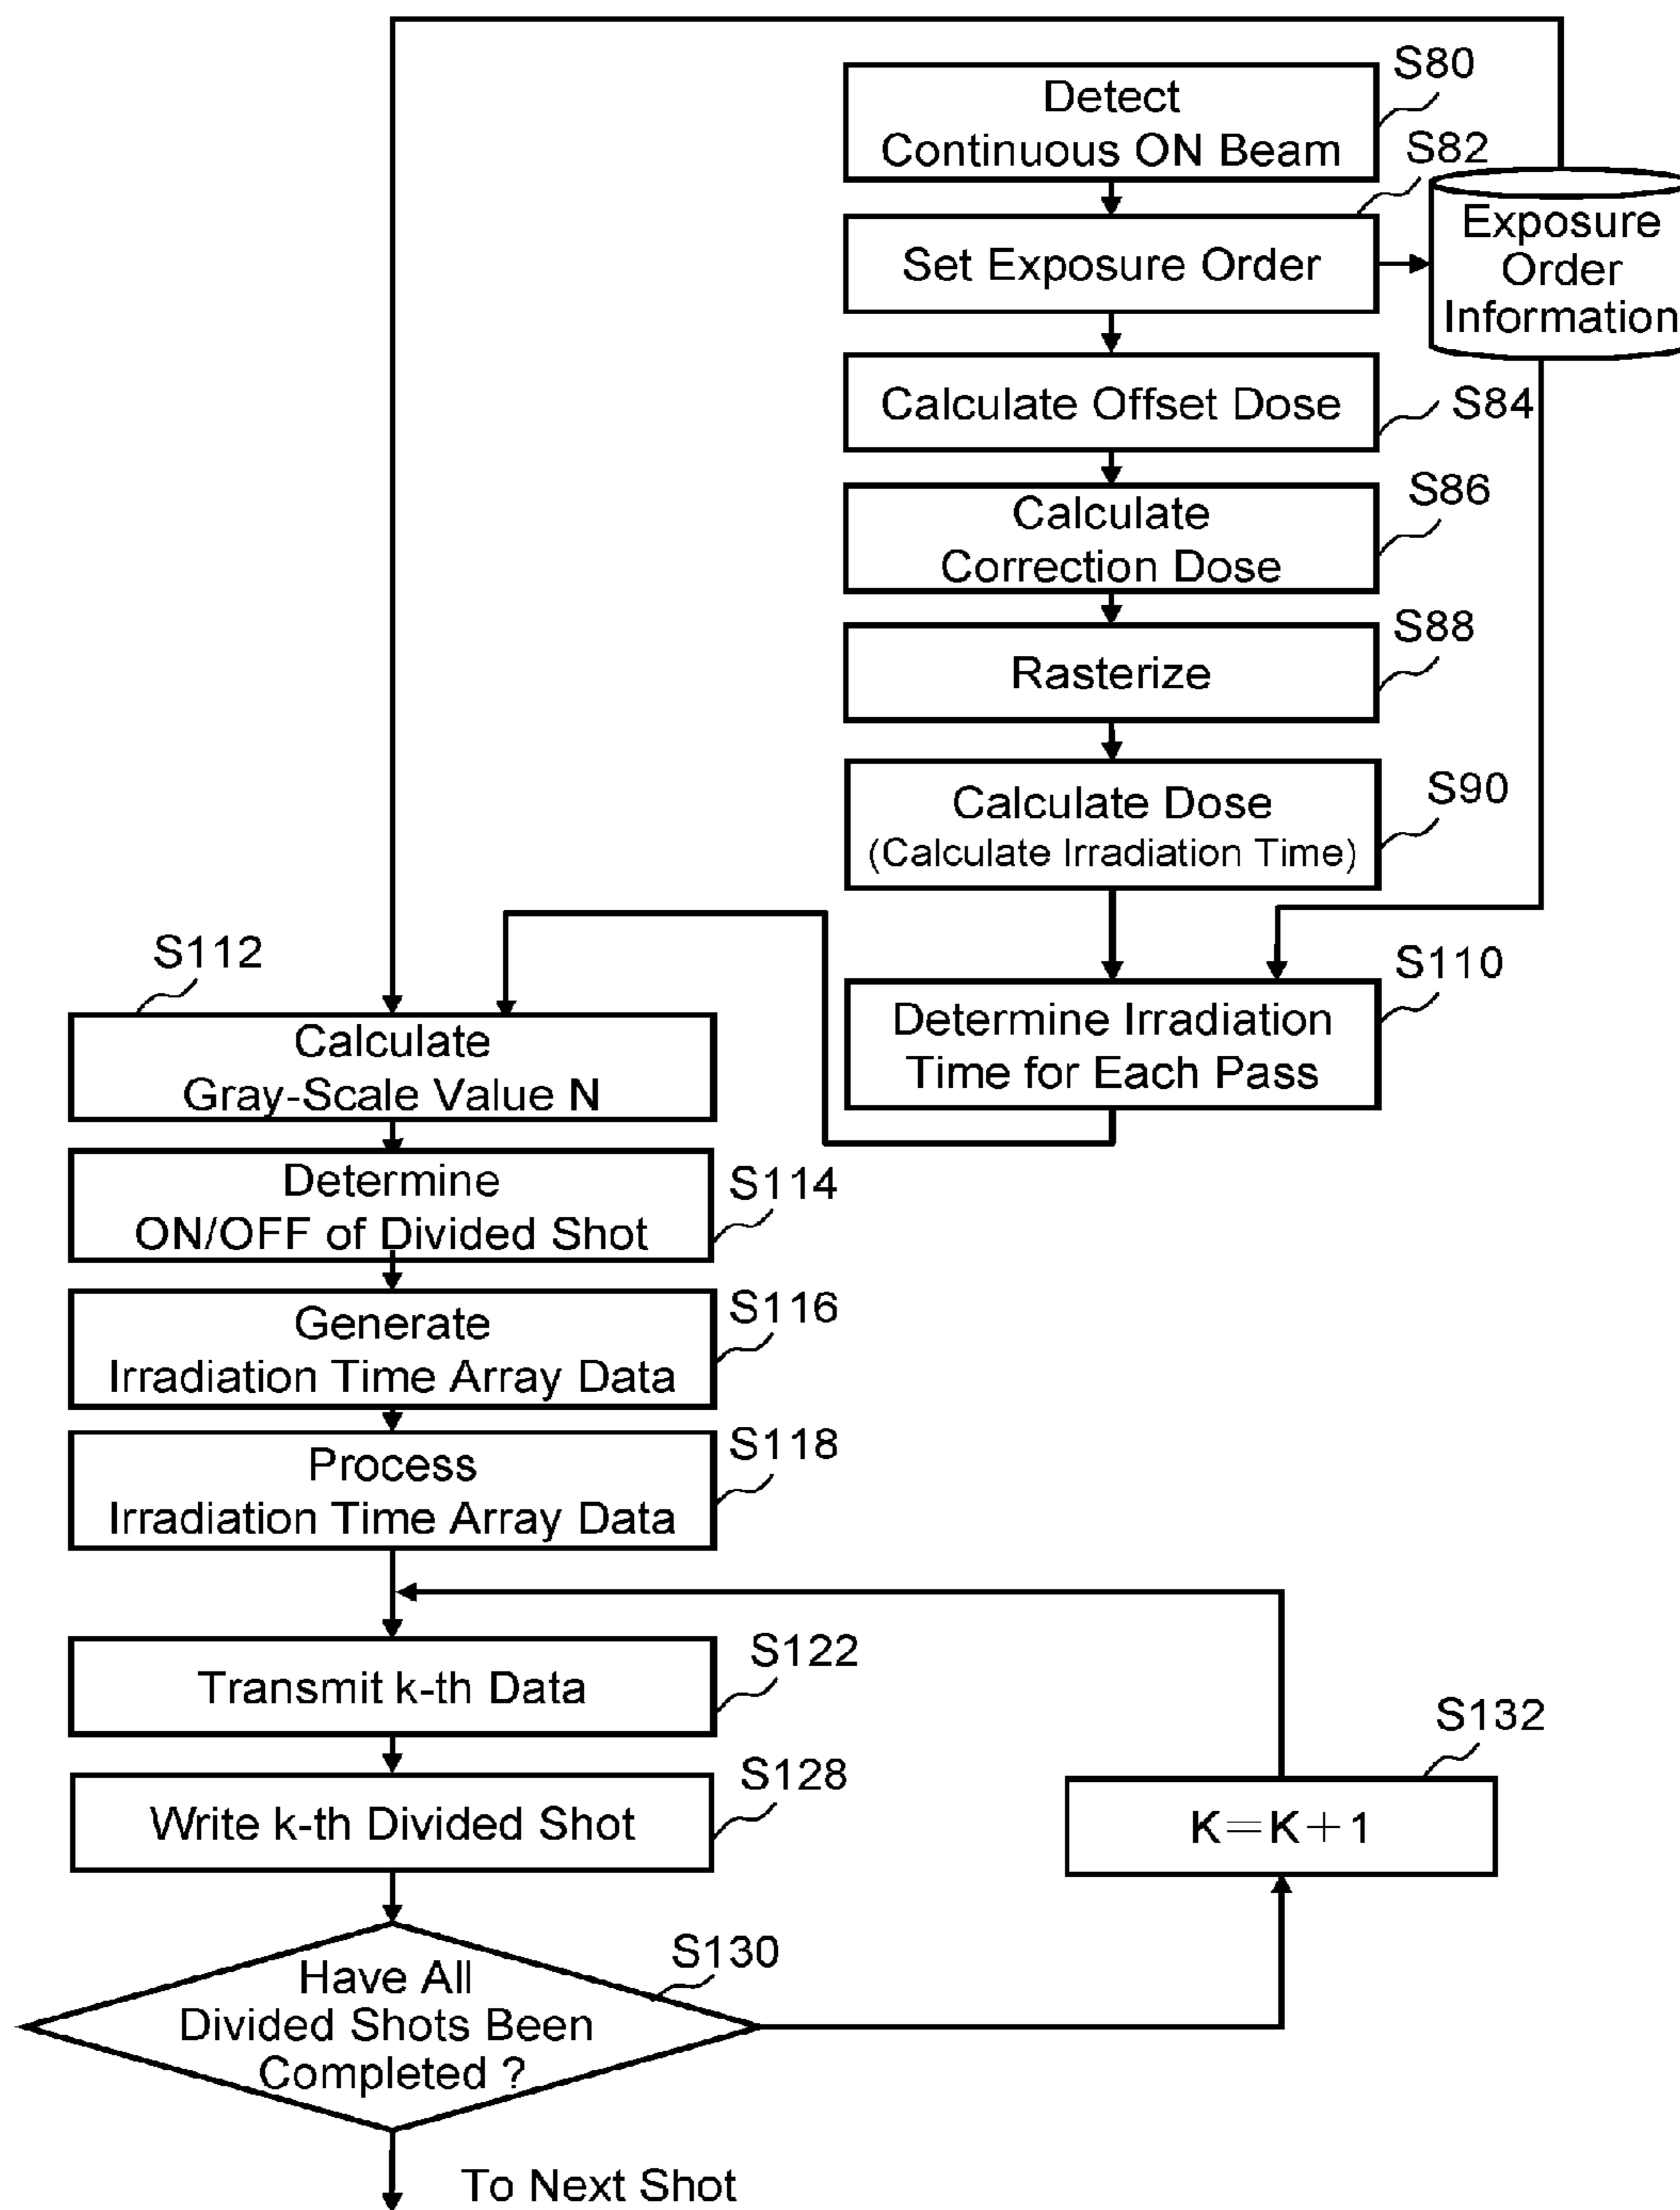 S80
Detect
Continuous ON Beam
S82
Set Exposure Order
Exposure
Order
Information
Calculate Offset Dose
S84
S86
Calculate
Correction Dose
S88
Rasterize
S90
Calculate Dose
(Calculate Irradiation Time)
S110
Determine Irradiation
Time for Each Pass
S112
Calculate
Gray-Scale Value N
Determine
ON/OFF of Divided Shot
S114
Generate
Irradiation Time Array Data
S116
Process
Irradiation Time Array Data
S118
Transmit k-th Data
S122
Write k-th Divided Shot
S128
S132
K=K+1
S130
Have All
Divided Shots Been
Completed ?
To Next Shot